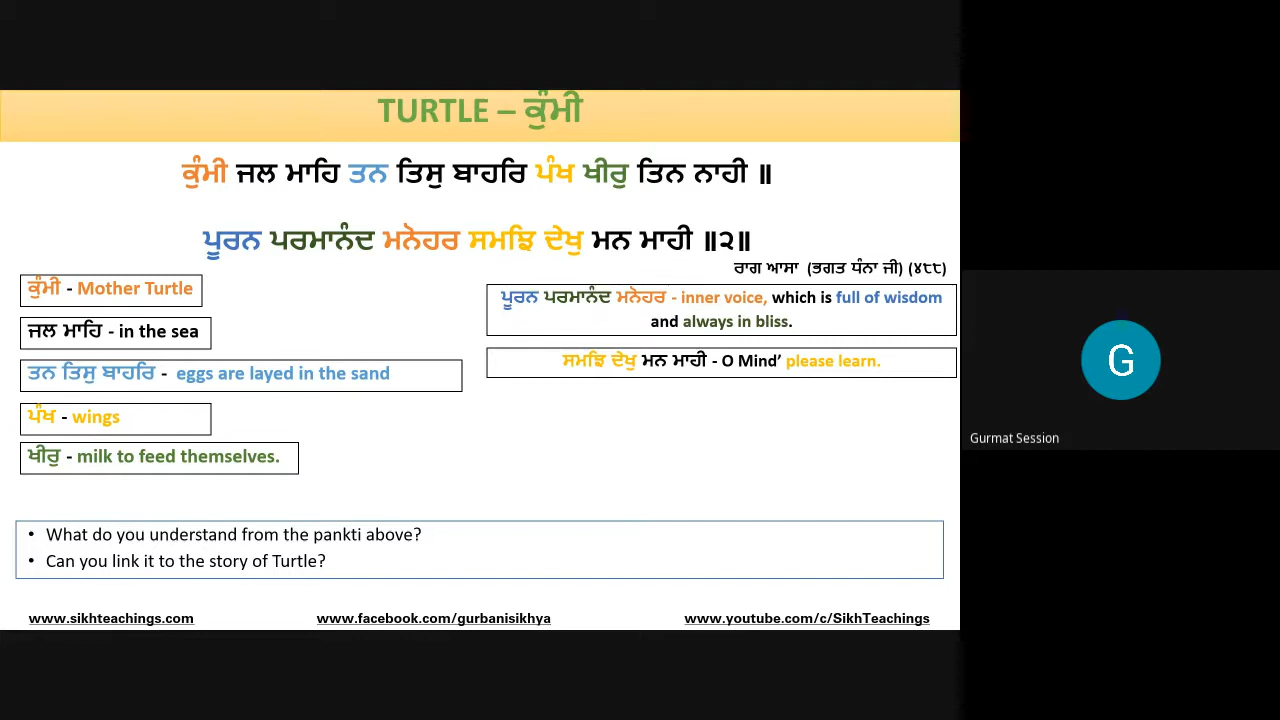 TURTLE – ਕੁੰਮੀ
ਕੁੰਮੀ ਜਲ ਮਾਹਿ ਤਨ ਤਿਸੁ ਬਾਹਰਿ ਪੰਖ ਖੀਰੁ ਤਿਨ ਨਾਹੀ ॥
ਪੂਰਨ ਪਰਮਾਨੰਦ ਮਨੋਹਰ ਸਮਝਿ ਦੇਖੁ ਮਨ ਮਾਹੀ ॥੨॥
ਰਾਗ ਆਸਾ (ਭਗਤ ਧੰਨਾ ਜੀ) (੪੮੮)
ਕੁੰਮੀ - Mother Turtle
ਜਲ ਮਾਹਿ - in the sea
ਤਨ ਤਿਸੁ ਬਾਹਰਿ - eggs are layed in the sand
ਪੰਖ - wings
ਖੀਰੁ - milk to feed themselves.
ਪੂਰਨ ਪਰਮਾਨੰਦ ਮਨੋਹਰ - inner voice, which is full of wisdom
and always in bliss.
ਸਮਝਿ ਦੇਖੁ ਮਨ ਮਾਹੀ - O Mind’ please learn.
• What do you understand from the pankti above?
• Can you link it to the story of Turtle?
www.sikhteachings.com www.facebook.com/gurbanisikhya www.youtube.com/c/SikhTeachings
G
Gurmat Session